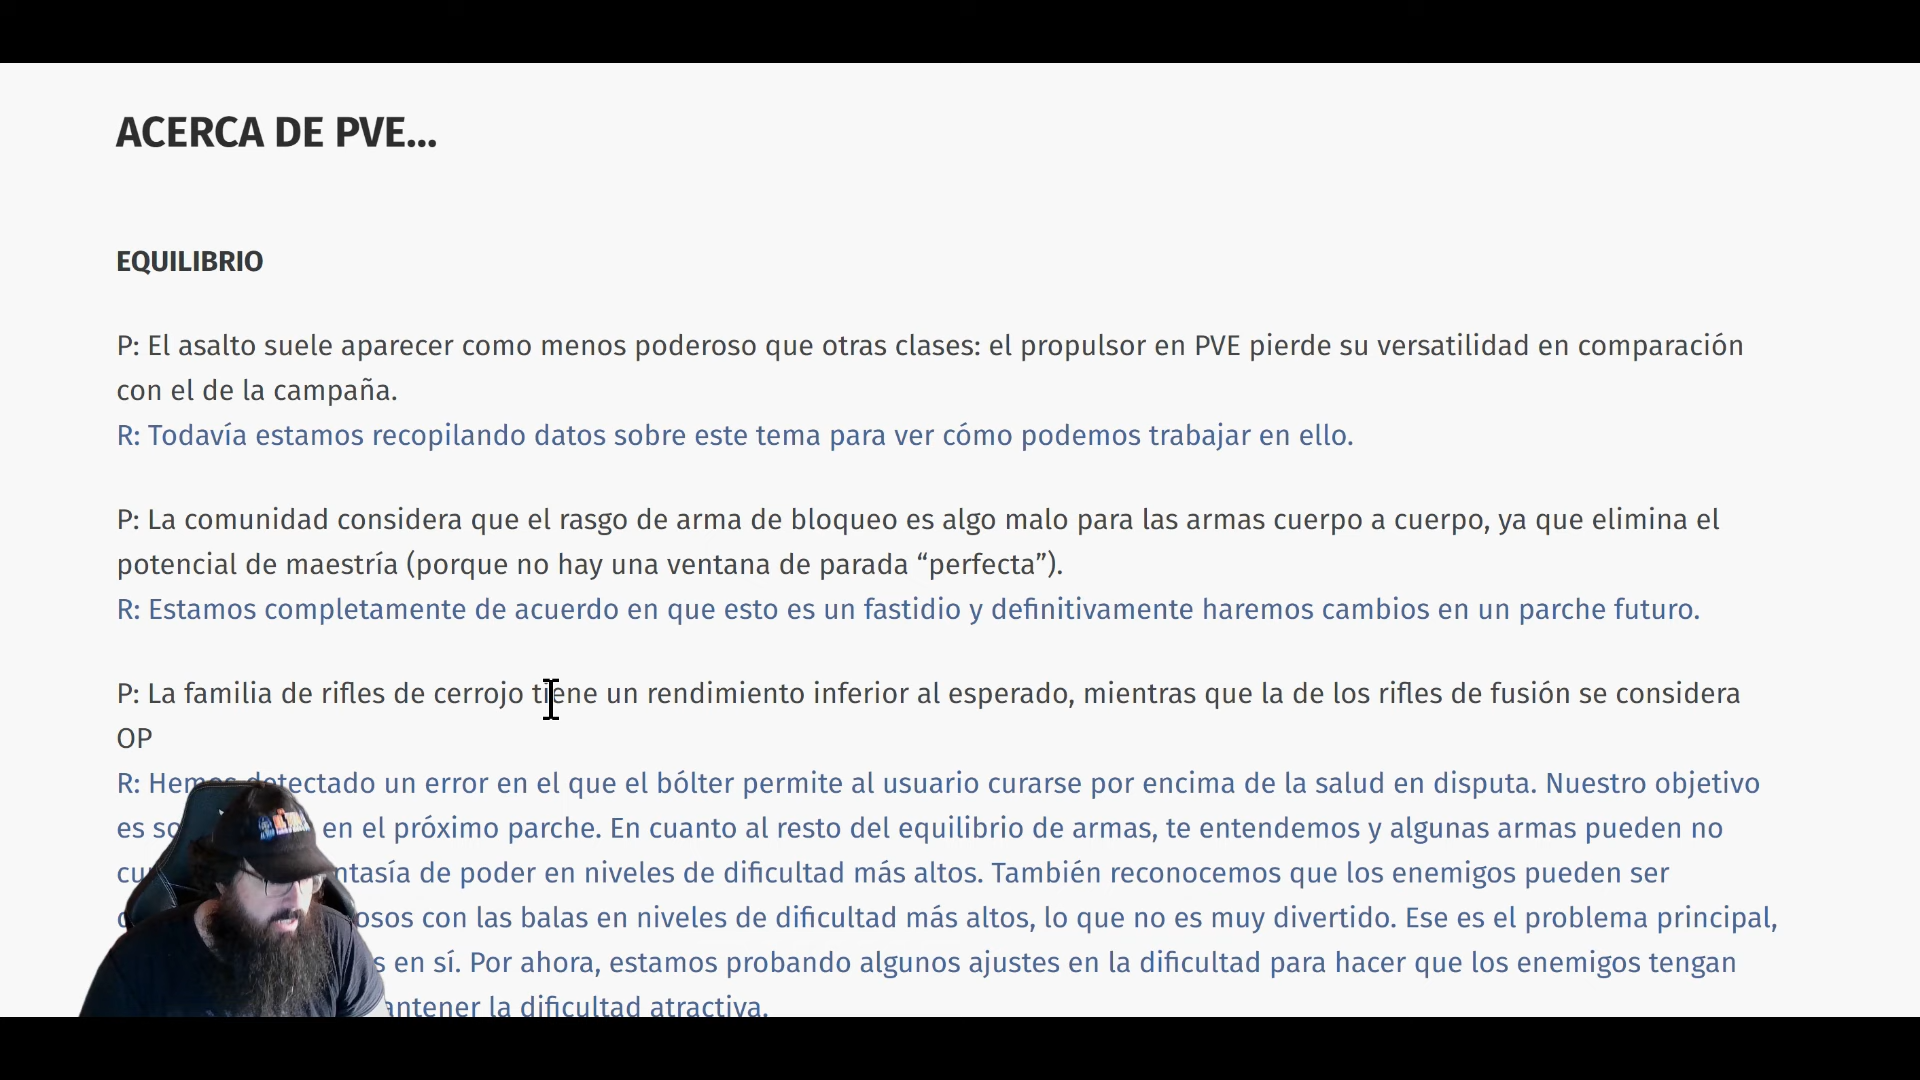 ACERCA DE PVE...
EQUILIBRIO
P: El asalto suele aparecer como menos poderoso que otras clases: el propulsor en PVE pierde su versatilidad en comparación
con el de la campaña.
R: Todavía estamos recopilando datos sobre este tema para ver cómo podemos trabajar en ello.
P: La comunidad considera que el rasgo de arma de bloqueo es algo malo para las armas cuerpo a cuerpo, ya que elimina el
potencial de maestría (porque no hay una ventana de parada “perfecta”).
R: Estamos completamente de acuerdo en que esto es un fastidio y definitivamente haremos cambios en un parche futuro.
P: La familia de rifles de cerrojo tiene un rendimiento inferior al esperado, mientras que la de los rifles de fusión se considera
OP
R: Hemos detectado un error en el que el bólter permite al usuario curarse por encima de la salud en disputa. Nuestro objetivo
es en el próximo parche. En cuanto al resto del equilibrio de armas, te entendemos y algunas armas pueden no
de poder en niveles de dificultad más altos. También reconocemos que los enemigos pueden ser
con las balas en niveles de dificultad más altos, lo que no es muy divertido. Ese es el problema principal,
en sí. Por ahora, estamos probando algunos ajustes en la dificultad para hacer que los enemigos tengan
la dificultad atractiva.